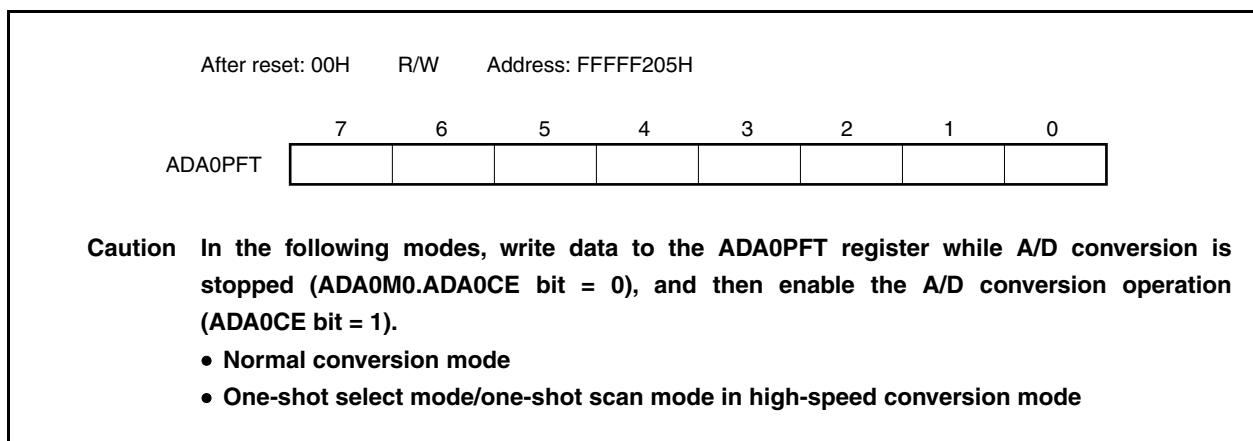 After reset: 00H R/W Address: FFFFF205H
7 6 5 4 3 2 1 0
ADA0PFT
Caution In the following modes, write data to the ADA0PFT register while A/D conversion is
stopped (ADA0M0.ADA0CE bit = 0), and then enable the A/D conversion operation
(ADA0CE bit = 1).
• Normal conversion mode
• One-shot select mode/one-shot scan mode in high-speed conversion mode